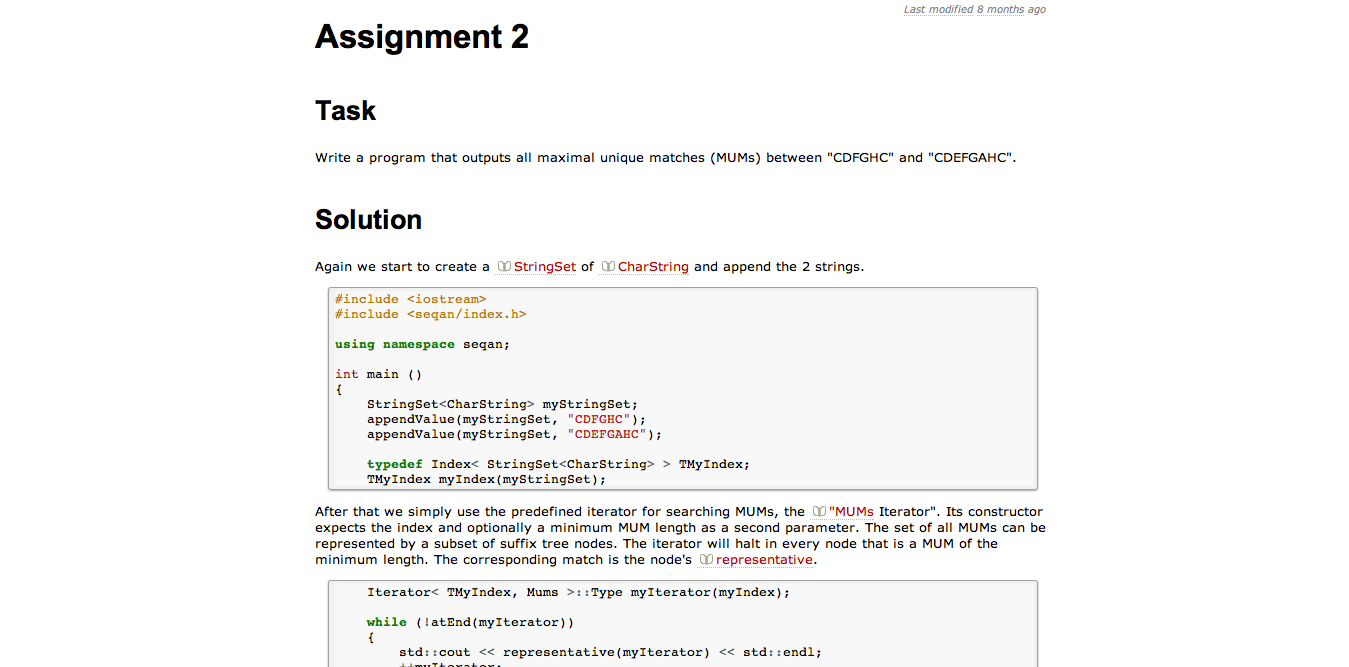 Last modified 8 months ago
Assignment 2
Task
Write a program that outputs all maximal unique matches (MUMs) between "CDFGHC" and "CDEFGAHC".
Solution
Again we start to create a StringSet of CharString and append the 2 strings.
#include <iostream>
#include <seqan/index.h>
using namespace seqan;
int main ()
{
    StringSet<CharString> myStringSet;
    appendValue(myStringSet, "CDFGHC");
    appendValue(myStringSet, "CDEFGAHC");
    typedef Index< StringSet<CharString> > TMyIndex;
    TMyIndex myIndex(myStringSet);
After that we simply use the predefined iterator for searching MUMs, the "MUMs Iterator". Its constructor
expects the index and optionally a minimum MUM length as a second parameter. The set of all MUMs can be
represented by a subset of suffix tree nodes. The iterator will halt in every node that is a MUM of the
minimum length. The corresponding match is the node's representative.
    Iterator< TMyIndex, Mums >::Type myIterator(myIndex);
    while (!atEnd(myIterator))
    {
        std::cout << representative(myIterator) << std::endl;
        ++myIterator;